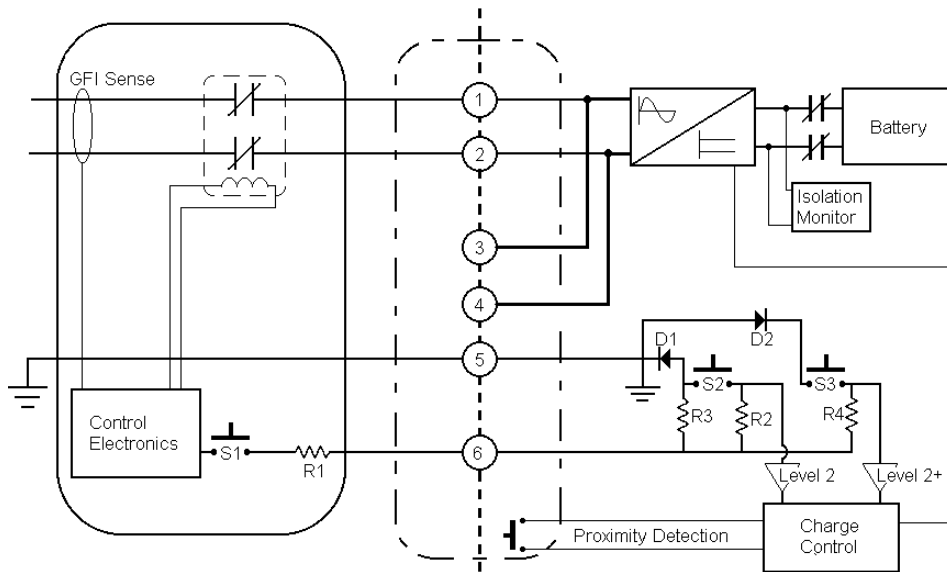 GFI Sense
1
2
3
4
5
6
Battery
Isolation
Monitor
D1
D2
S2
S3
R3
R2
R4
Control
Electronics
S1
R1
Level 2
Level 2+
Proximity Detection
Charge
Control